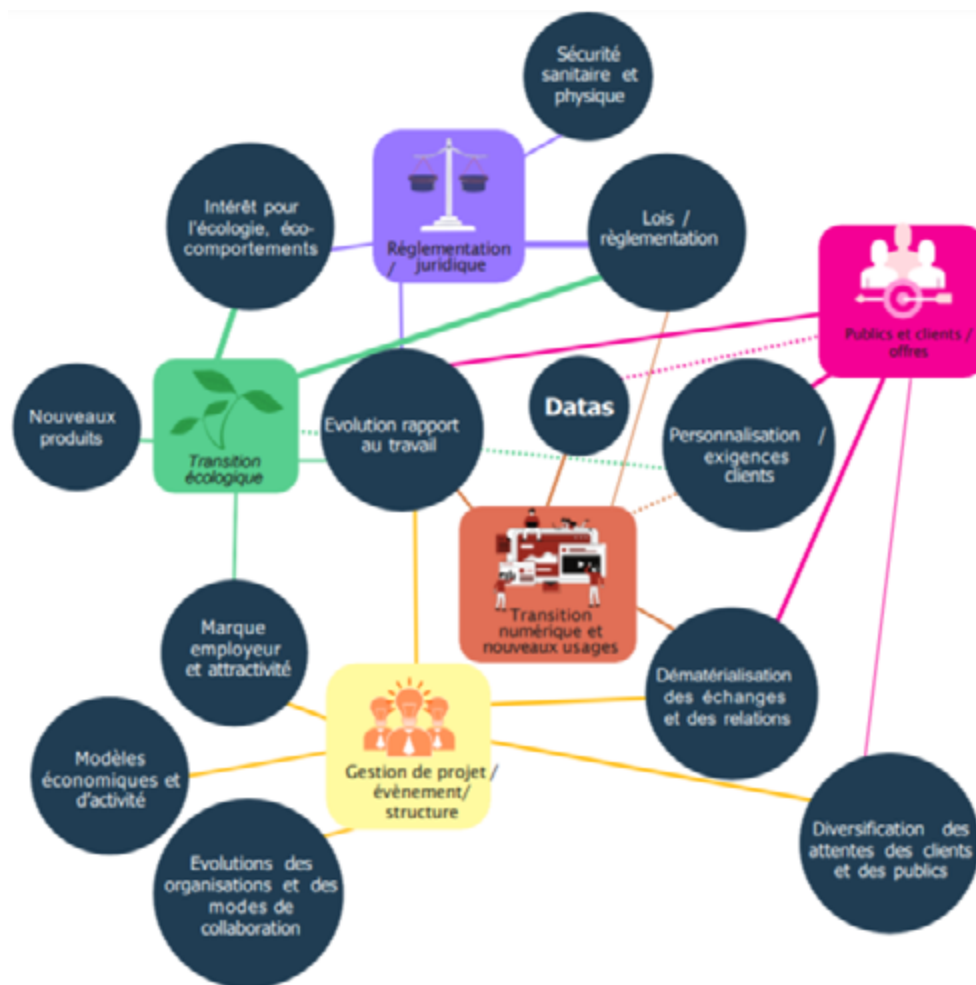 Sécurité
sanitaire et
physique
Intérêt pour
l'écologie, éco-
comportements
Réglementation
/ juridique
Lois /
règlementation
Publics et clients /
offres
Nouveaux
produits
Transition
écologique
Evolution rapport
au travail
Datas
Personnalisation /
exigences
clients
Transition
numérique et
nouveaux usages
Marque
employeur
et attractivité
Dématérialisation
des échanges
et des relations
Modèles
économiques et
d'activité
Gestion de projet /
évènement/
structure
Evolutions des
organisations et des
modes de
collaboration
Diversification des
attentes des clients
et des publics